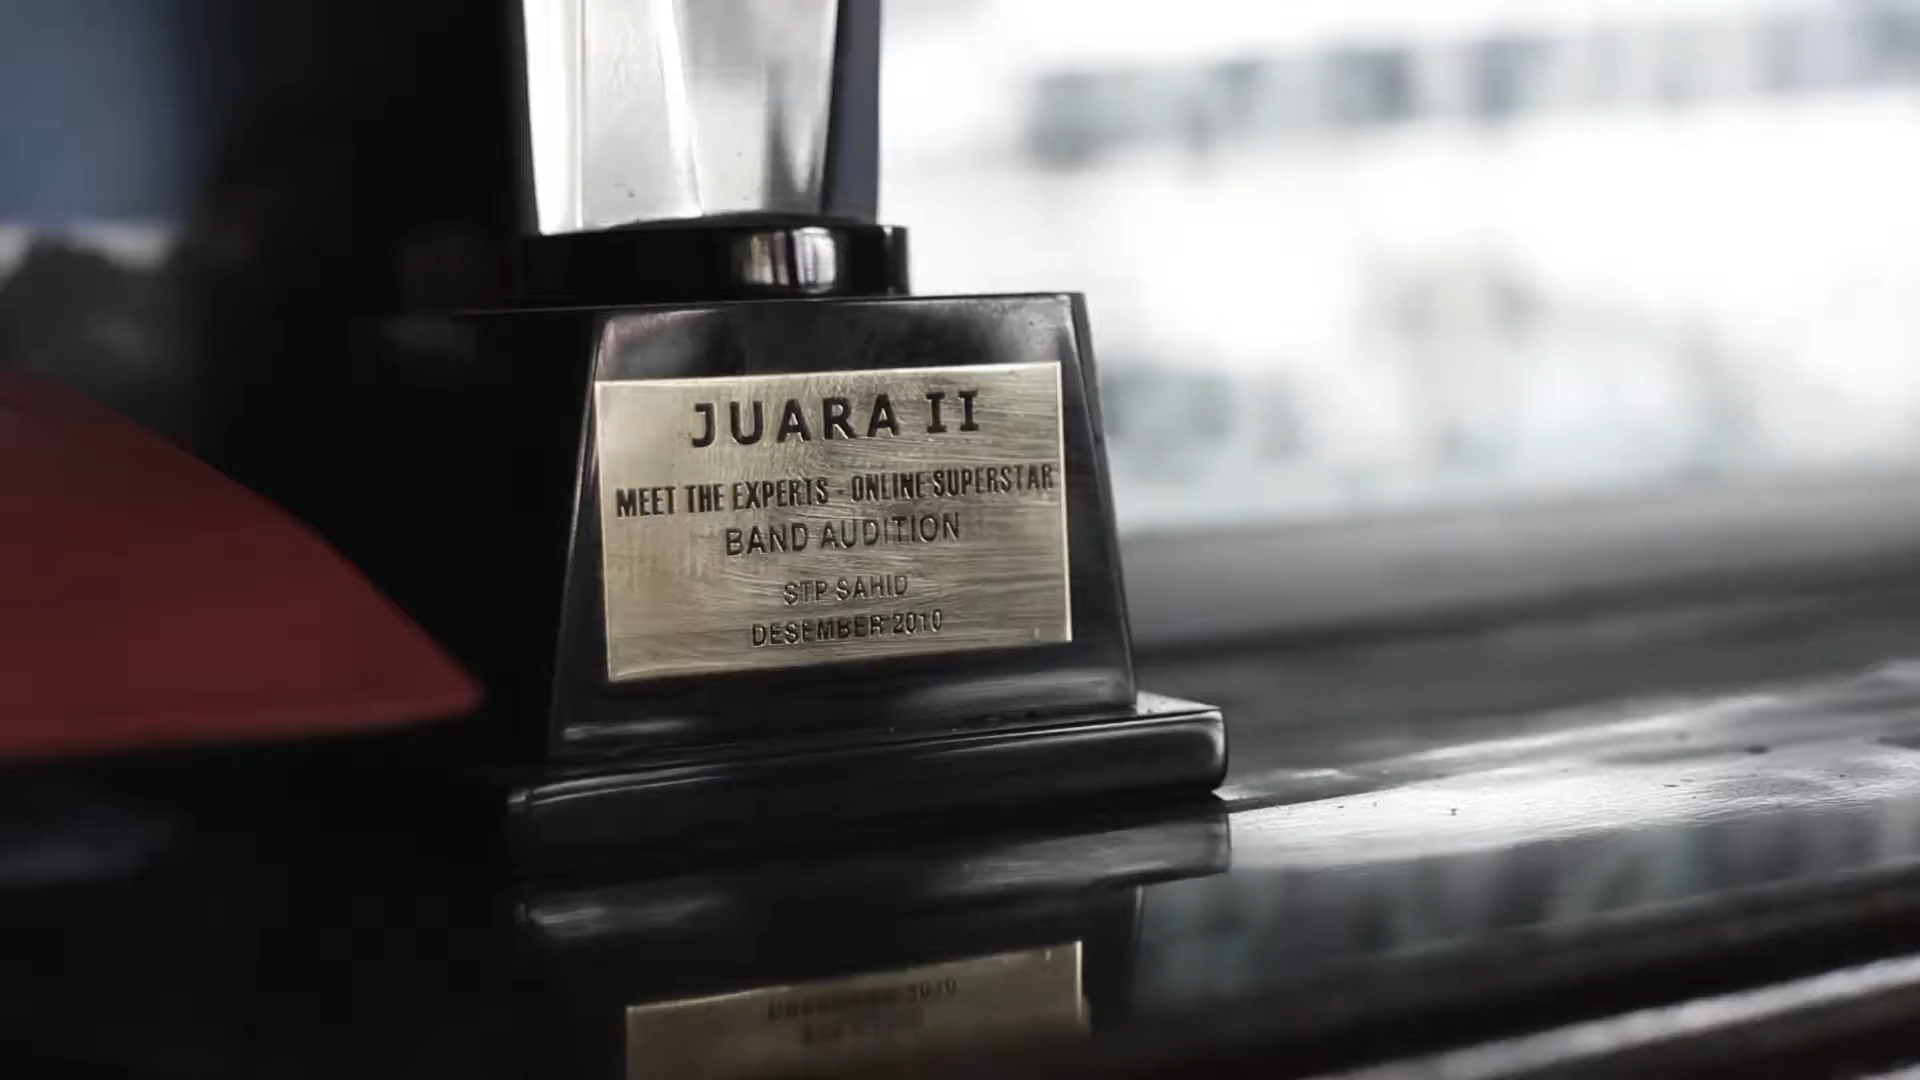 JUARA II
MEET THE EXPERTS - ONLINE SUPERSTAR
BAND AUDITION
STP SAHID
DESEMBER 2010